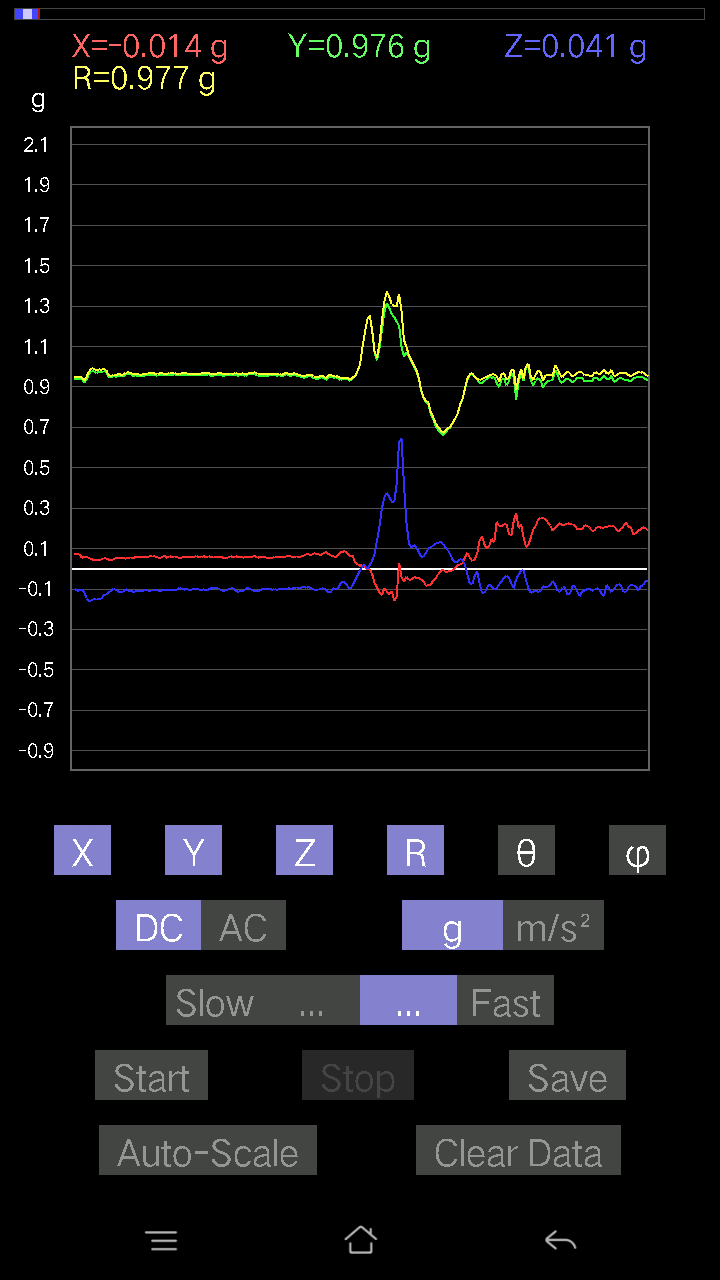 X=-0.014 g Y=0.976 g Z=0.041 g
R=0.977 g
g
2.1
1.9
1.7
1.5
1.3
1.1
0.9
0.7
0.5
0.3
0.1
-0.1
-0.3
-0.5
-0.7
-0.9
X Y Z R θ φ
DC AC g m/s²
Slow ... ... Fast
Start Stop Save
Auto-Scale Clear Data